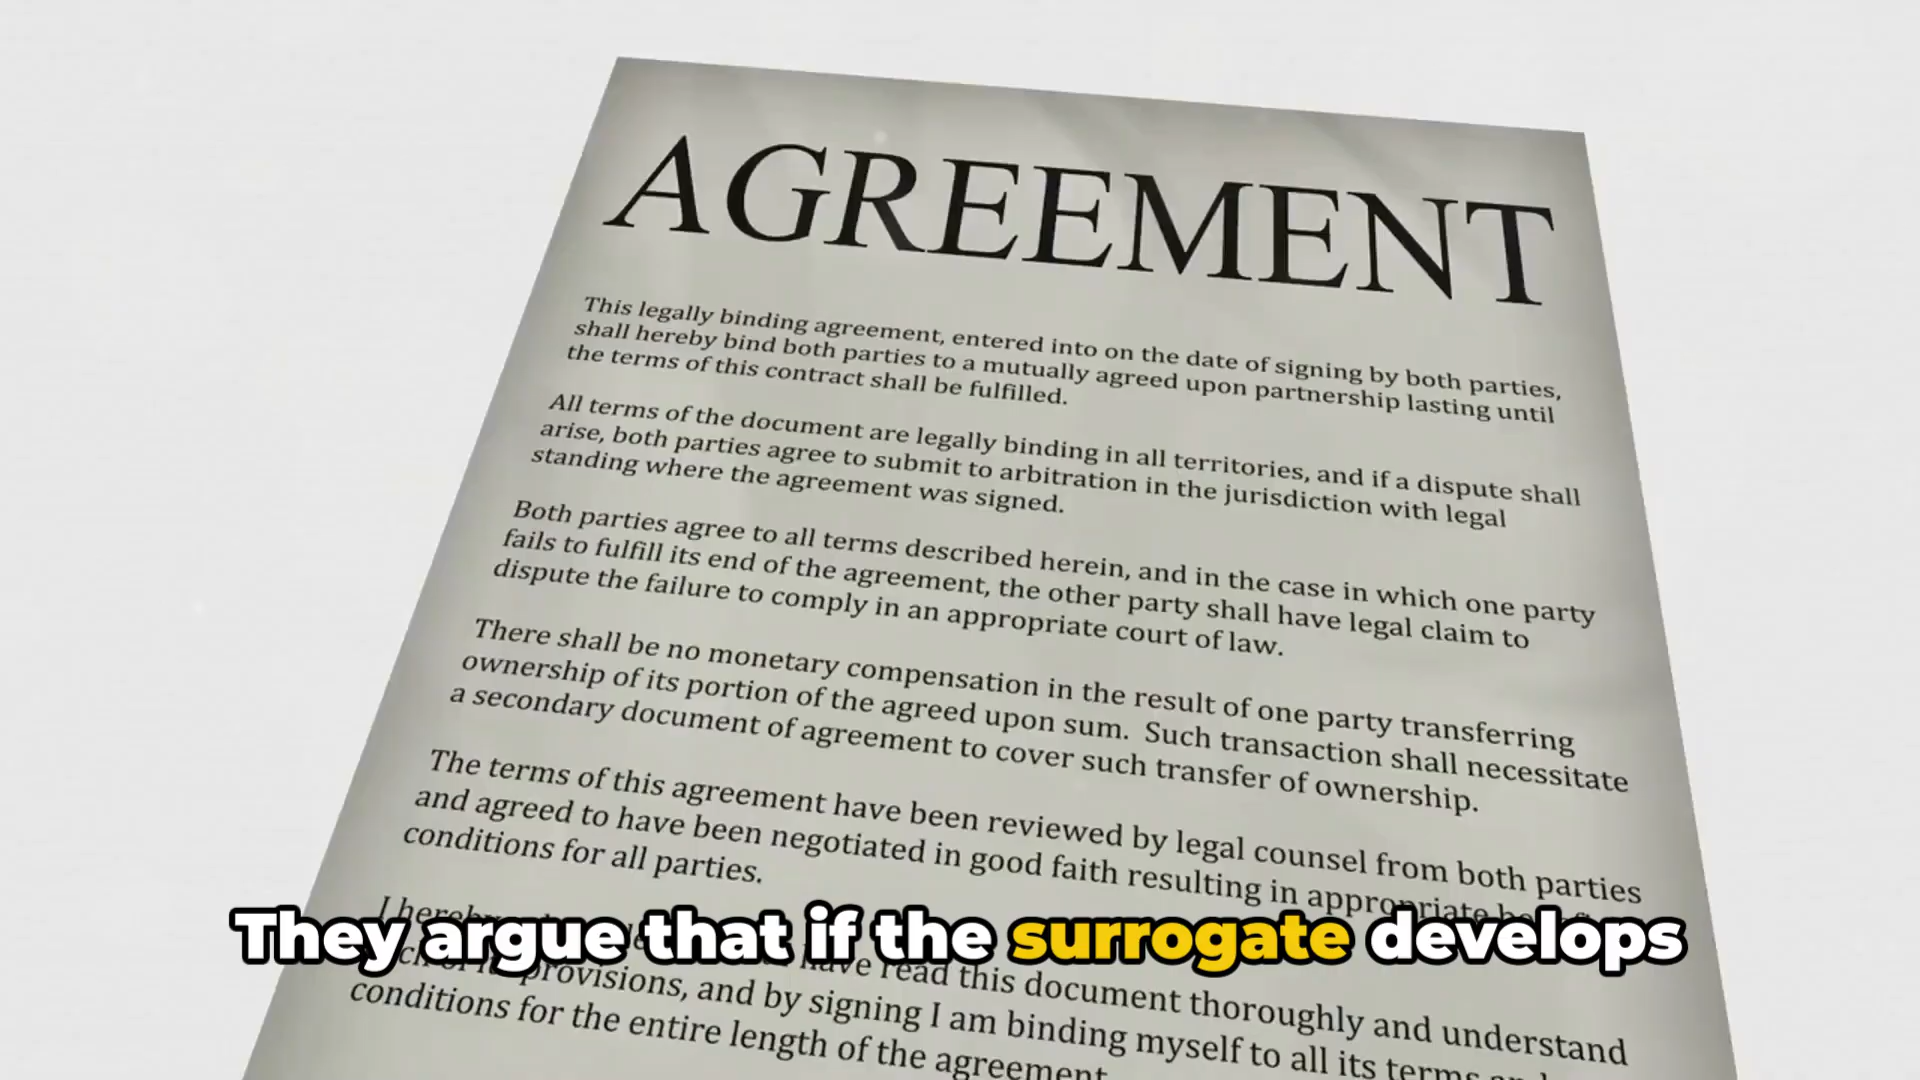 AGREEMENT
This legally binding agreement, entered into on the date of signing by both parties,
shall hereby bind both parties to a mutually agreed upon partnership lasting until
the terms of this contract shall be fulfilled.
All terms of the document are legally binding in all territories, and if a dispute shall
arise, both parties agree to submit to arbitration in the jurisdiction with legal
standing where the agreement was signed.
Both parties agree to all terms described herein, and in the case in which one party
fails to fulfill its end of the agreement, the other party shall have legal claim to
dispute the failure to comply in an appropriate court of law.
There shall be no monetary compensation in the result of one party transferring
ownership of its portion of the agreed upon sum. Such transaction shall necessitate
a secondary document of agreement to cover such transfer of ownership.
The terms of this agreement have been reviewed by legal counsel from both parties
and agreed to have been negotiated in good faith resulting in appropriate
conditions for all parties.
I
have read this document thoroughly and understand
provisions, and by signing I am binding myself to all its terms
conditions for the entire length of the agreement
They argue that if the surrogate develops